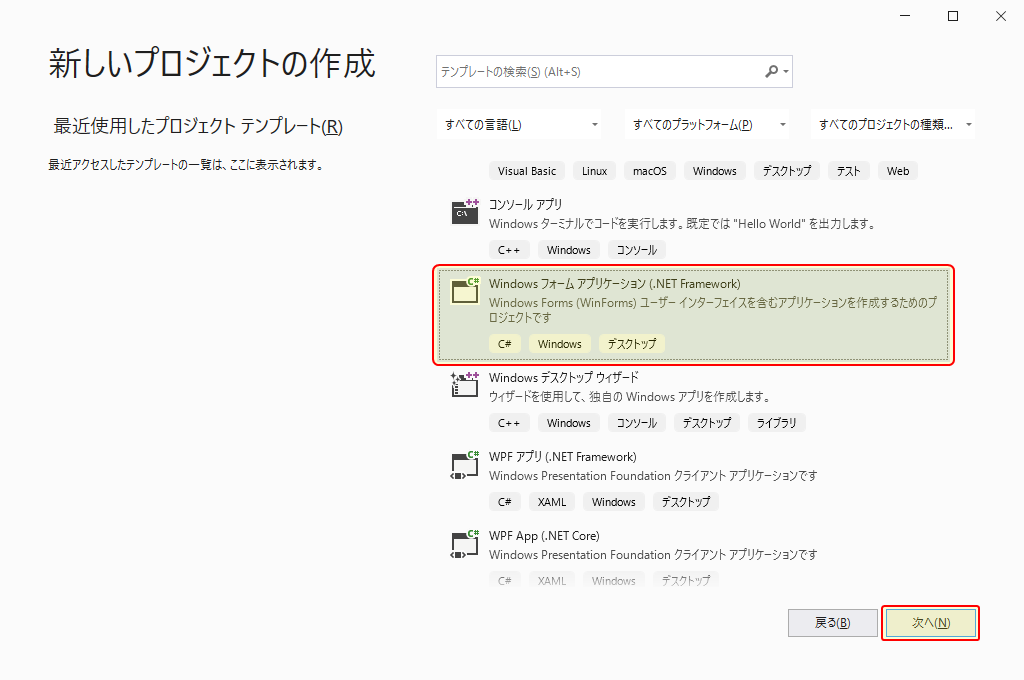 新しいプロジェクトの作成
最近使用したプロジェクト テンプレート(R)
最近アクセスしたテンプレートの一覧は、ここに表示されます。
テンプレートの検索(S) (Alt+S)
すべての言語(L) すべてのプラットフォーム(P) すべてのプロジェクトの種類...
Visual Basic Linux macOS Windows デスクトップ テスト Web
C:\
コンソール アプリ
Windows ターミナルでコードを実行します。既定では "Hello World" を出力します。
C++ Windows コンソール
C#
Windows フォーム アプリケーション (.NET Framework)
Windows Forms (WinForms) ユーザー インターフェイスを含むアプリケーションを作成するためのプ
ロジェクトです
C# Windows デスクトップ
Windows デスクトップ ウィザード
ウィザードを使用して、独自の Windows アプリを作成します。
C++ Windows コンソール デスクトップ ライブラリ
C#
WPF アプリ (.NET Framework)
Windows Presentation Foundation クライアント アプリケーションです
C# XAML Windows デスクトップ
C#
WPF App (.NET Core)
Windows Presentation Foundation クライアント アプリケーションです
C# XAML Windows デスクトップ
戻る(B) 次へ(N)